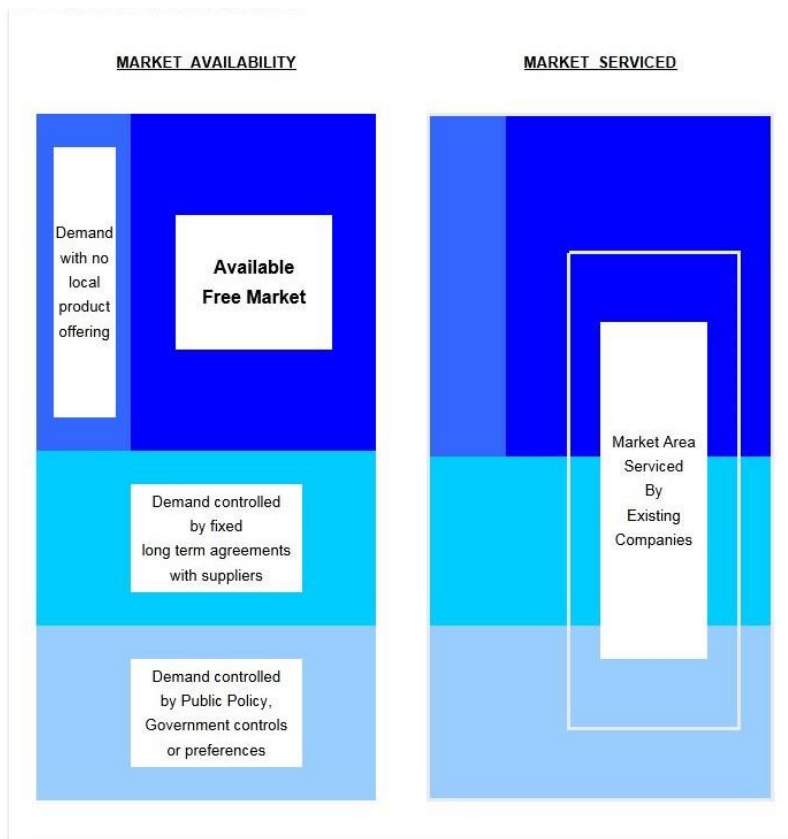 MARKET AVAILABILITY
MARKET SERVICED
Demand
with no
local
product
offering
Available
Free Market
Demand controlled
by fixed
long term agreements
with suppliers
Demand controlled
by Public Policy,
Government controls
or preferences
Market Area
Serviced
By
Existing
Companies